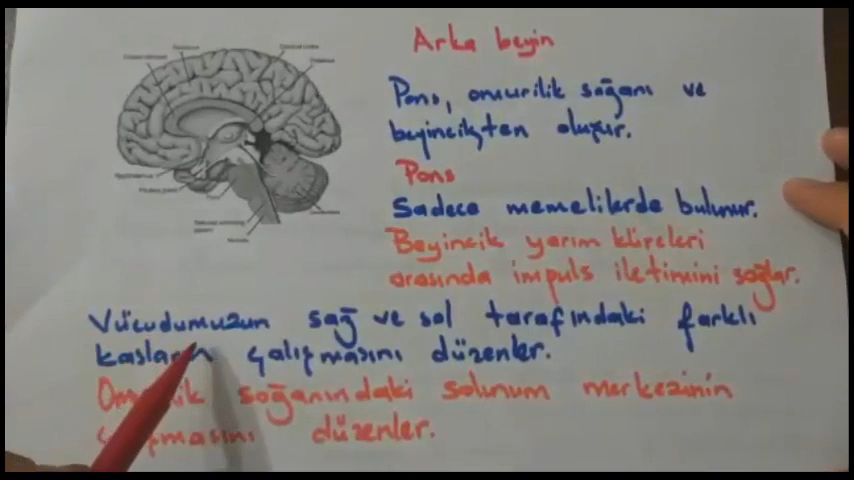 Arka beyin
Pons, omurilik soğanı ve
beyincikten oluşur.
Pons
Sadece memelilerde bulunur.
Beyincik yarım küreleri
arasında impuls iletimini sağlar.
Vücudumuzun sağ ve sol tarafındaki farklı
kasların çalışmasını düzenler.
soğanındaki solunum merkezinin
düzenler.